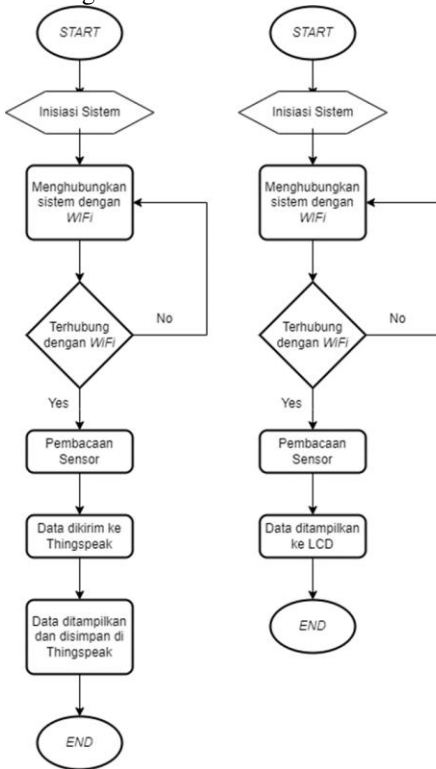 START
Inisiasi Sistem
Menghubungkan
sistem dengan
WiFi
Terhubung
dengan WiFi
No
Yes
Pembacaan
Sensor
Data dikirim ke
Thingspeak
Data ditampilkan
dan disimpan di
Thingspeak
END
START
Inisiasi Sistem
Menghubungkan
sistem dengan
WiFi
Terhubung
dengan WiFi
No
Yes
Pembacaan
Sensor
Data ditampilkan
ke LCD
END